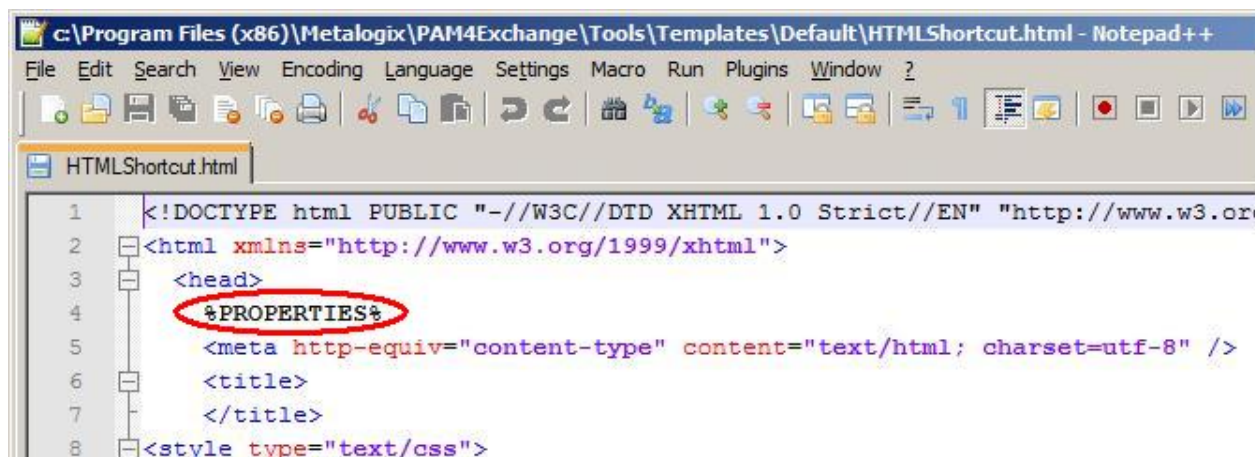 c:\Program Files (x86)\Metalogix\PAM4Exchange\Tools\Templates\Default\HTMLShortcut.html - Notepad++
File Edit Search View Encoding Language Settings Macro Run Plugins Window ?
HTMLShortcut.html
1 <!DOCTYPE html PUBLIC "-//W3C//DTD XHTML 1.0 Strict//EN" "http://www.w3.or
2 <html xmlns="http://www.w3.org/1999/xhtml">
3 <head>
4 %PROPERTIES%
5 <meta http-equiv="content-type" content="text/html; charset=utf-8" />
6 <title>
7 </title>
8 <style type="text/css">